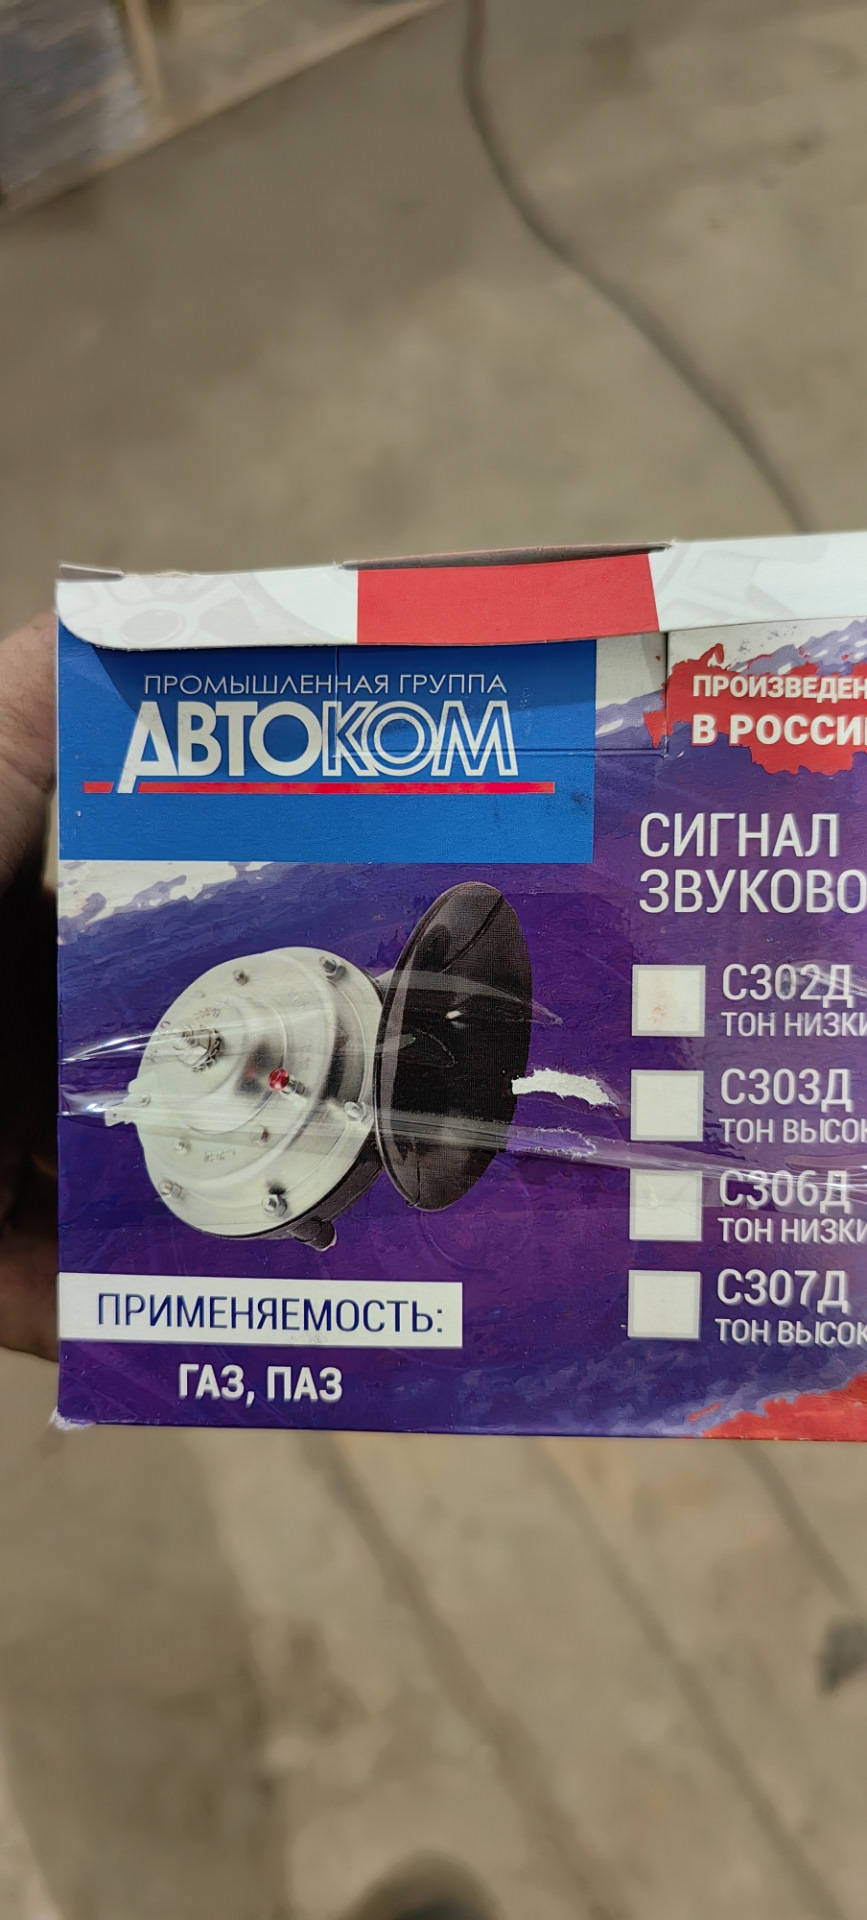 ПРОМЫШЛЕННАЯ ГРУППА
АВТОКОМ
ПРОИЗВЕДЕН
В РОССИИ
СИГНАЛ
ЗВУКОВО
С302Д
ТОН НИЗКИ
С303Д
ТОН ВЫСОК
С306Д
ТОН НИЗКИ
С307Д
ТОН ВЫСОК
ПРИМЕНЯЕМОСТЬ:
ГАЗ, ПАЗ